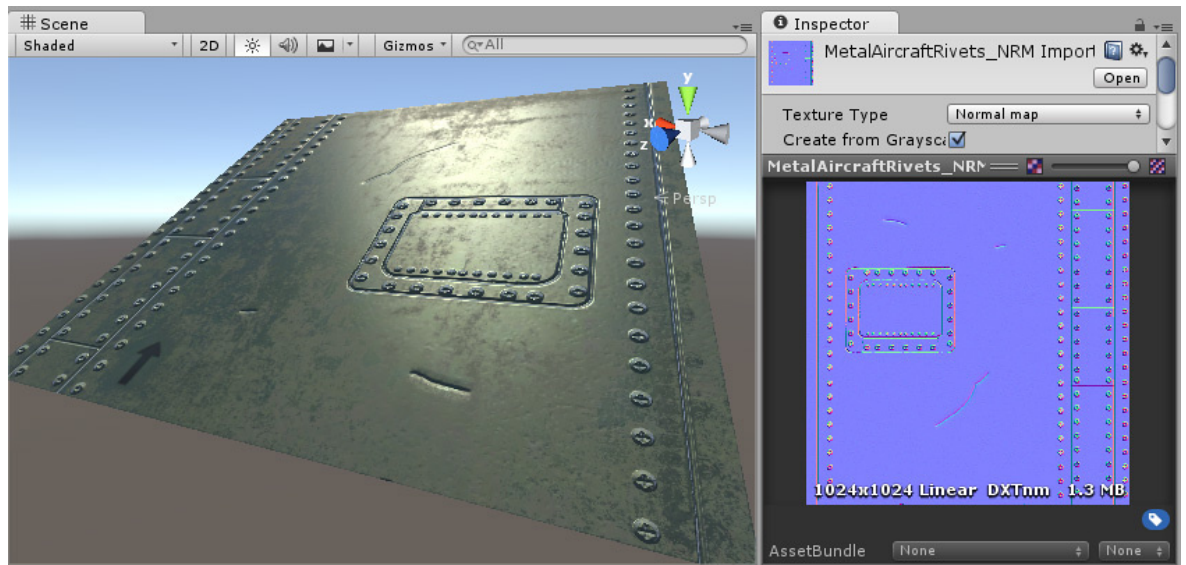 Scene
Shaded
2D
Gizmos
All
y
x
z
Persp
Inspector
MetalAircraftRivets_NRM Import
Open
Texture Type
Normal map
Create from Graysca
MetalAircraftRivets_NRM
1024x1024 Linear DXTnm 1.3 MB
AssetBundle
None
None